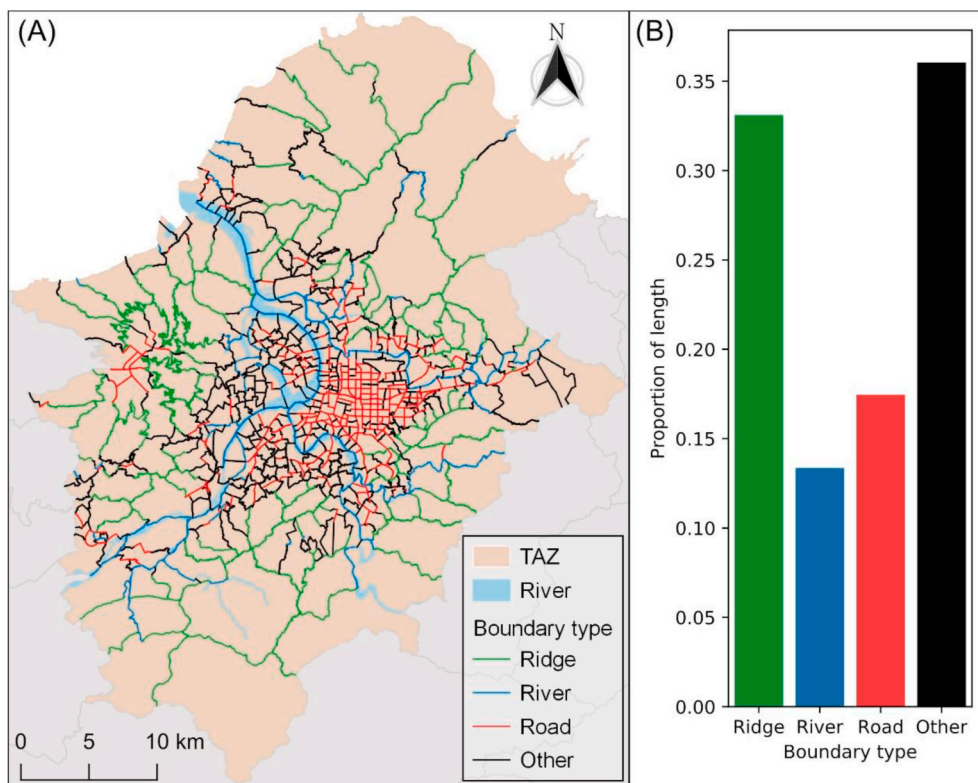 (A)
N
TAZ
River
Boundary type
Ridge
River
Road
Other
0 5 10 km
(B)
0.35
0.30
0.25
0.20
0.15
0.10
0.05
0.00
Proportion of length
Ridge River Road Other
Boundary type